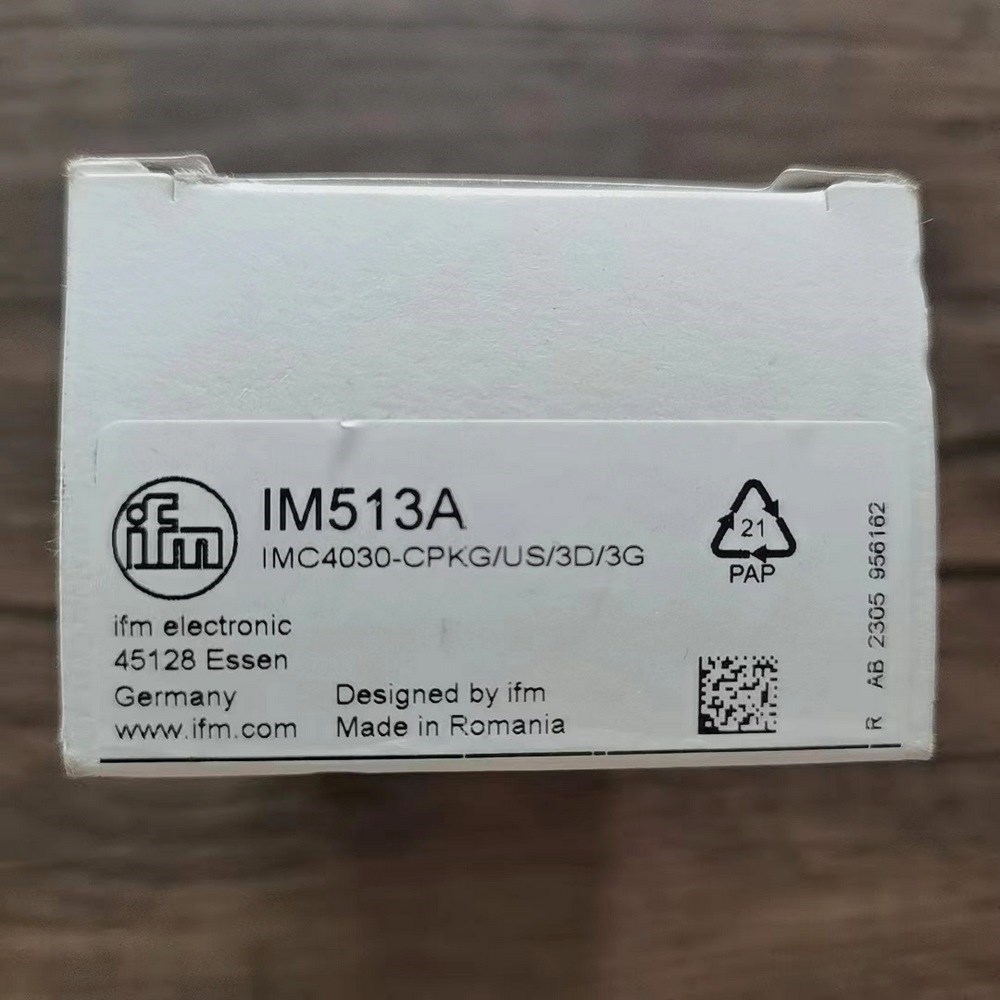 ifm
IM513A
IMC4030-CPKG/US/3D/3G
21
PAP
ifm electronic
45128 Essen
Germany
www.ifm.com
Designed by ifm
Made in Romania
R AB 2305 956162